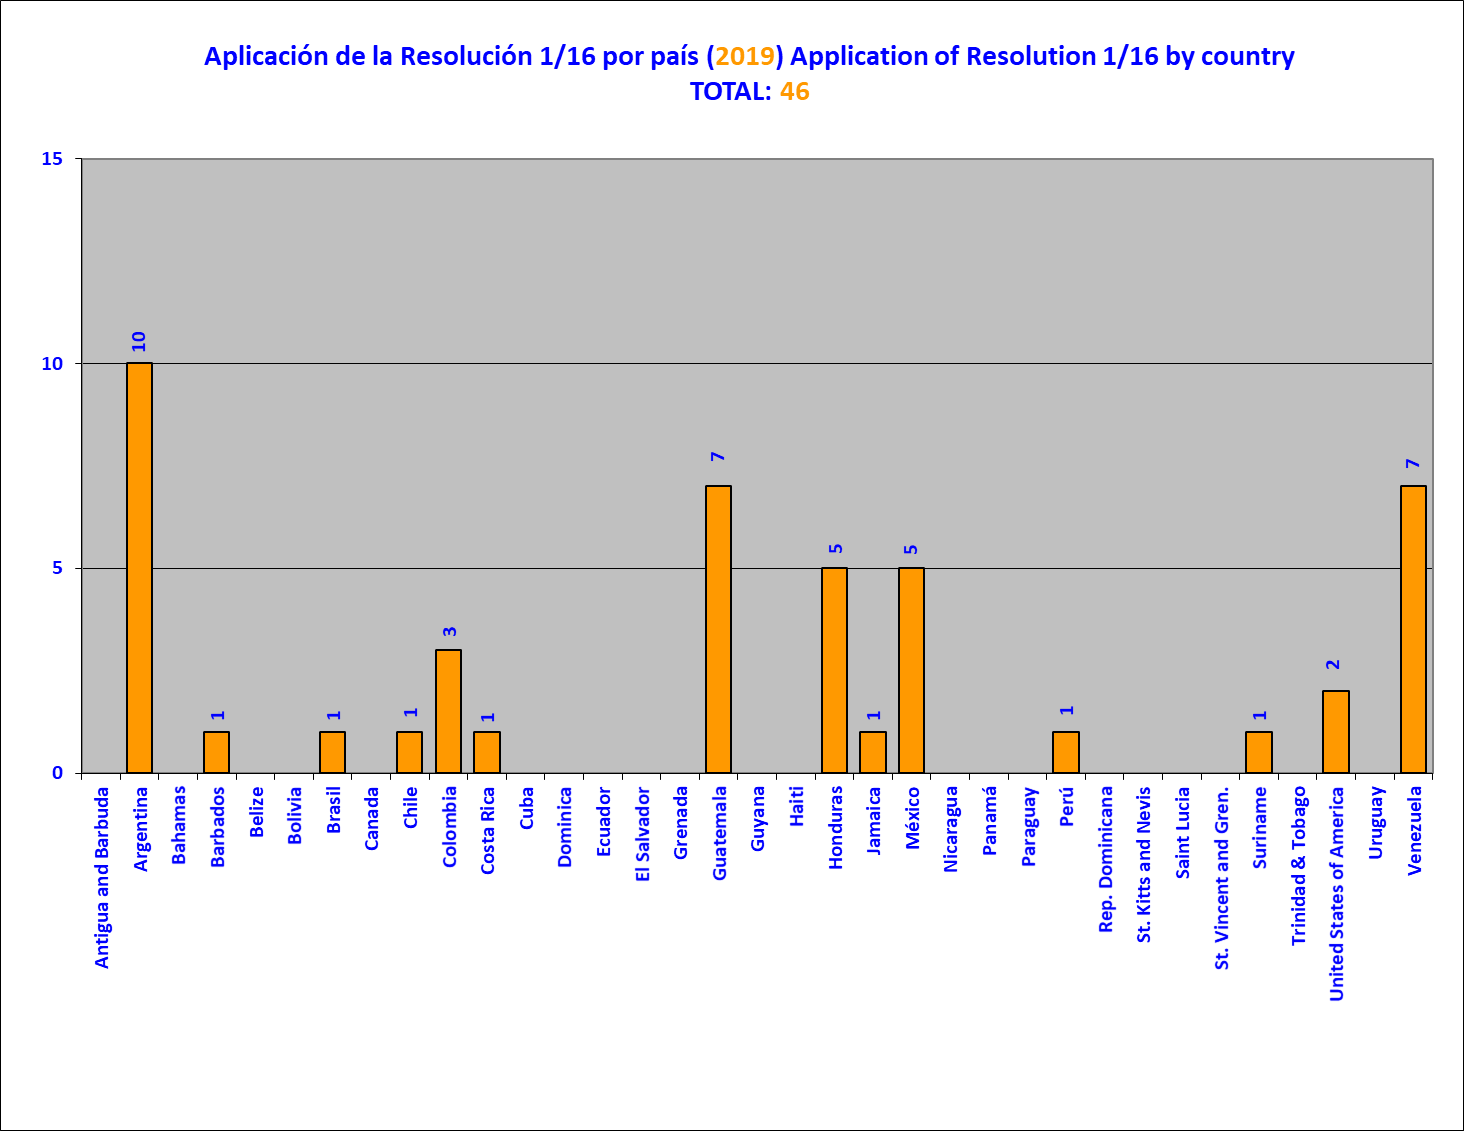 Aplicación de la Resolución 1/16 por país (2019) Application of Resolution 1/16 by country
TOTAL: 46
15
10
5
0
10
1
1
1
3
1
7
5
1
5
1
1
2
7
Antigua and Barbuda
Argentina
Bahamas
Barbados
Belize
Bolivia
Brasil
Canada
Chile
Colombia
Costa Rica
Cuba
Dominica
Ecuador
El Salvador
Grenada
Guatemala
Guyana
Haiti
Honduras
Jamaica
México
Nicaragua
Panamá
Paraguay
Perú
Rep. Dominicana
St. Kitts and Nevis
Saint Lucia
St. Vincent and Gren.
Suriname
Trinidad & Tobago
United States of America
Uruguay
Venezuela